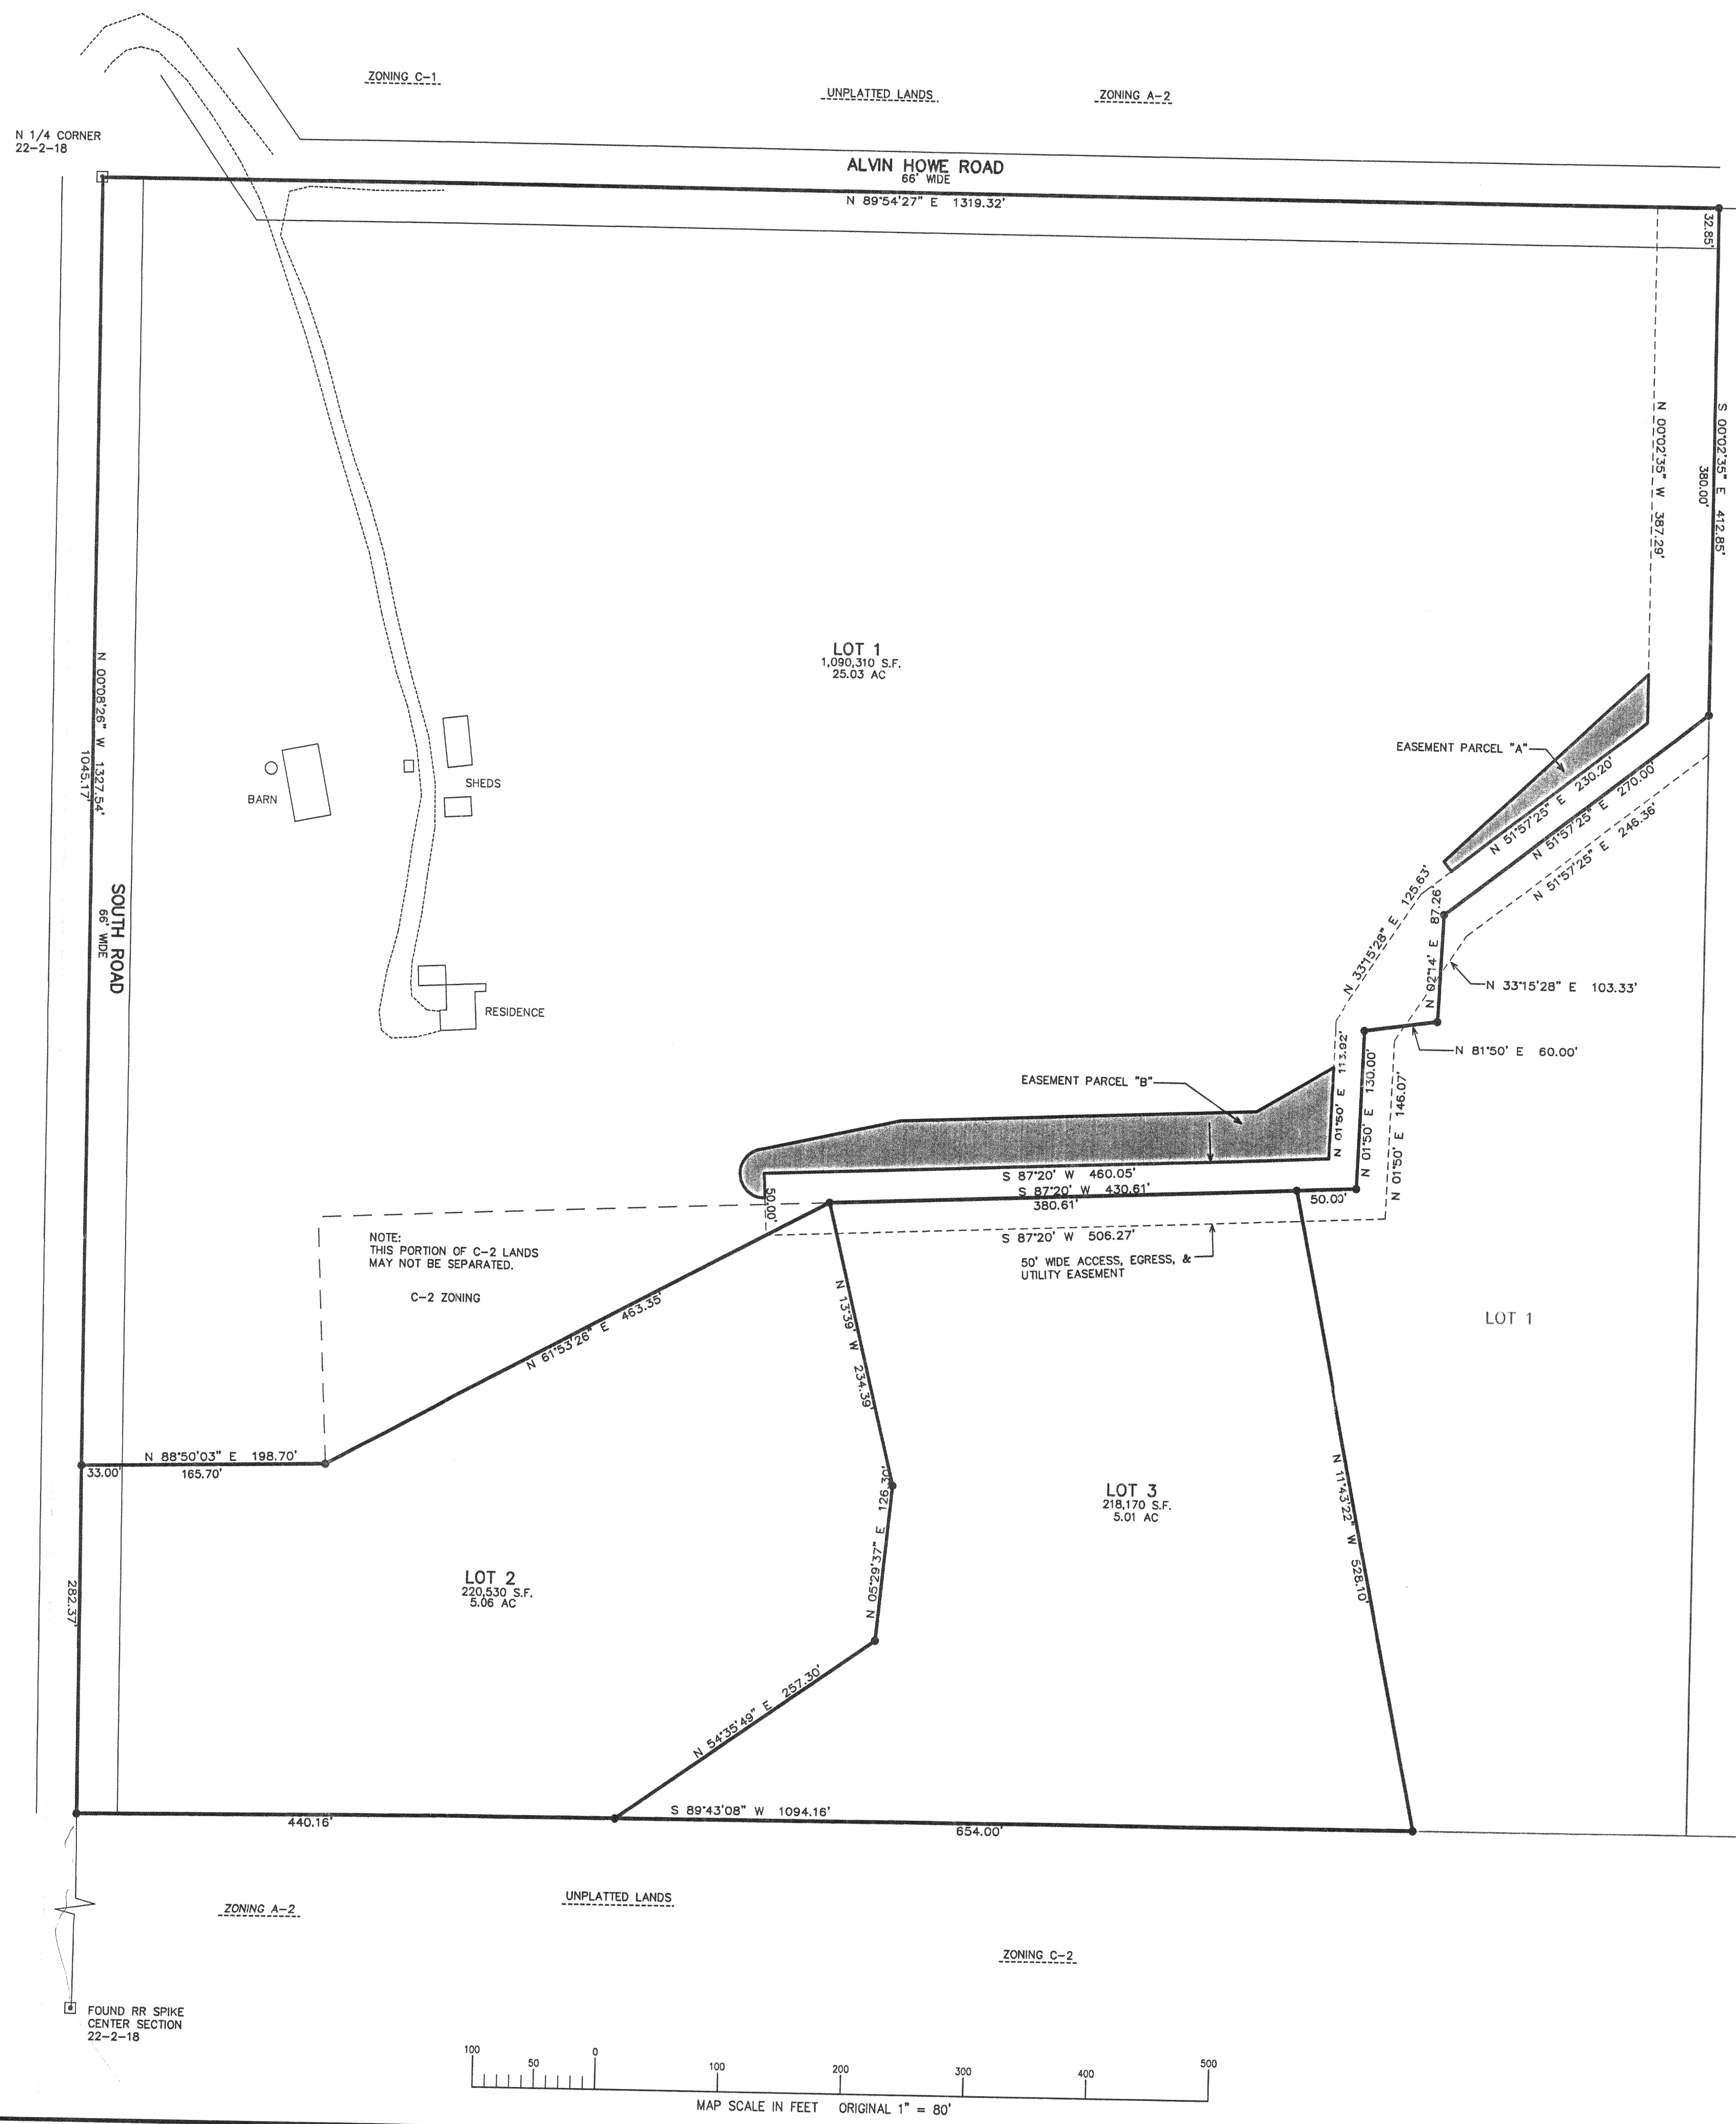 ZONING C-1
UNPLATTED LANDS
ZONING A-2
N 1/4 CORNER
22-2-18
ALVIN HOWE ROAD
66' WIDE
N 89°54'27" E 1319.32'
32.85'
S 00°02'35" E 412.85'
380.00'
N 00°02'35" W 387.29'
LOT 1
1,090,310 S.F.
25.03 AC
N 00°08'26" W 1327.54'
1045.17'
SOUTH ROAD
66' WIDE
BARN
SHEDS
RESIDENCE
EASEMENT PARCEL "A"
N 51°57'25" E 230.20'
N 51°57'25" E 270.00'
N 51°57'25" E 246.36'
N 33°15'28" E 125.63'
N 02°14' E 87.26
N 33°15'28" E 103.33'
N 81°50' E 60.00'
EASEMENT PARCEL "B"
N 01°50' E 113.92'
N 01°50' E 130.00'
N 01°50' E 146.07'
S 87°20' W 460.05'
S 87°20' W 430.61'
380.61'
50.00'
50.00'
S 87°20' W 506.27'
50' WIDE ACCESS, EGRESS, &
UTILITY EASEMENT
NOTE:
THIS PORTION OF C-2 LANDS
MAY NOT BE SEPARATED.
C-2 ZONING
N 61°53'26" E 463.35'
N 13°39' W 234.39'
LOT 1
N 88°50'03" E 198.70'
33.00'
165.70'
N 05°29'37" E 126.30'
LOT 3
218,170 S.F.
5.01 AC
N 11°43'22" W 528.10'
LOT 2
220,530 S.F.
5.06 AC
282.37'
N 54°35'49" E 257.30'
S 89°43'08" W 1094.16'
440.16'
654.00'
UNPLATTED LANDS
ZONING A-2
ZONING C-2
FOUND RR SPIKE
CENTER SECTION
22-2-18
100 50 0 100 200 300 400 500
MAP SCALE IN FEET ORIGINAL 1" = 80'